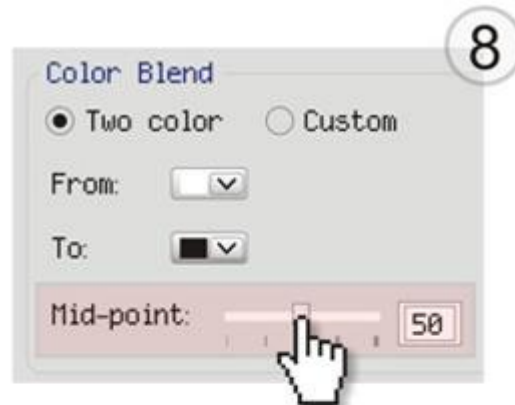 8
Color Blend
Two color Custom
From:
To:
Mid-point: 50